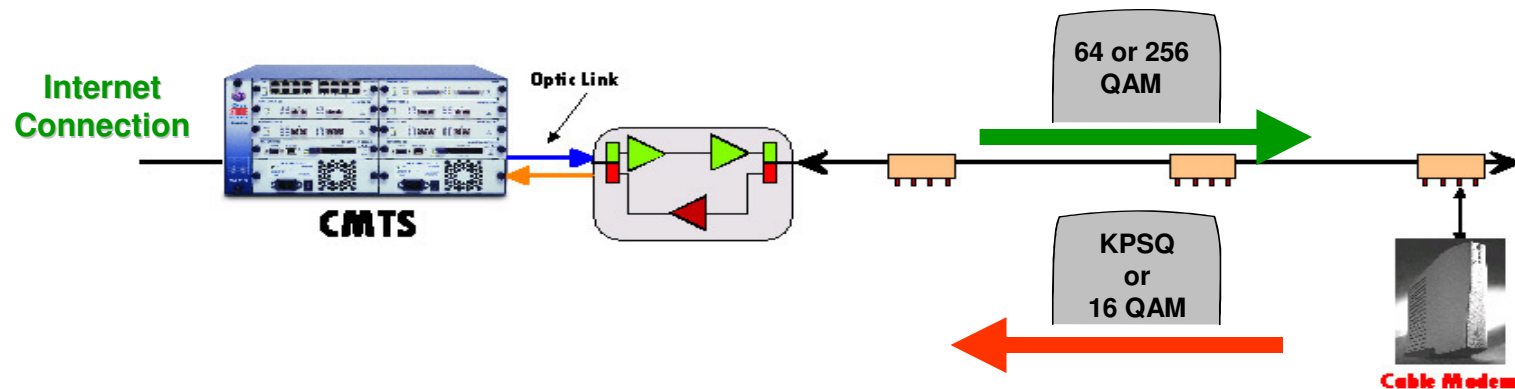 Internet
Connection
Optic Link
CMTS
64 or 256
QAM
KPSQ
or
16 QAM
Cable Modem